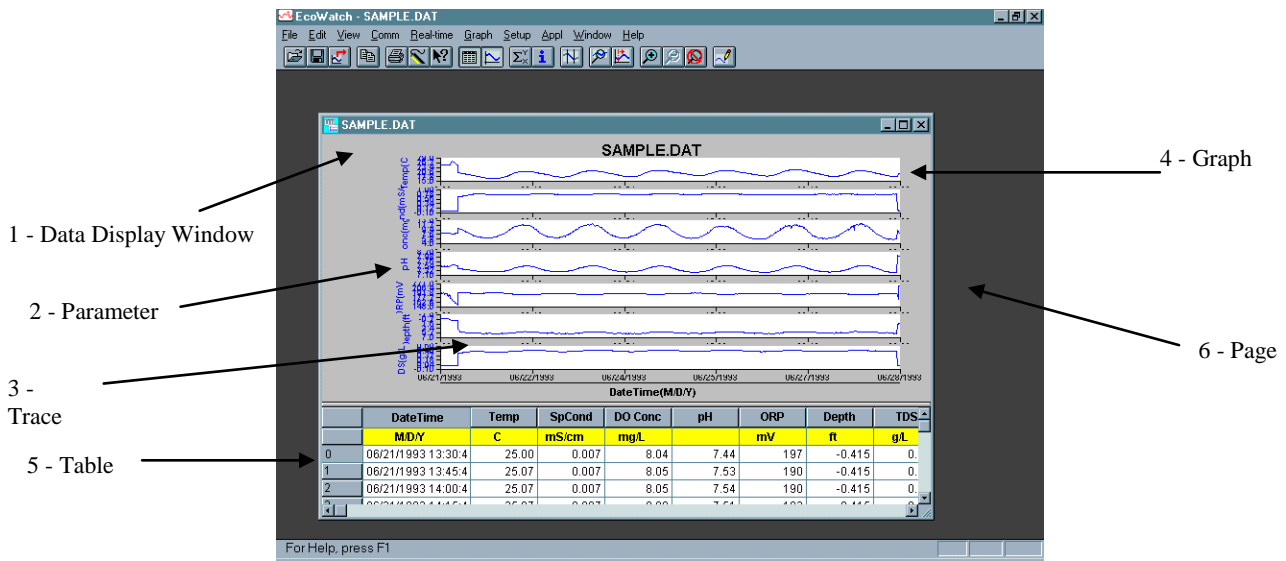 EcoWatch - SAMPLE.DAT
File Edit View Comm Real-time Graph Setup Appl Window Help
SAMPLE.DAT
SAMPLE.DAT
4 - Graph
1 - Data Display Window
pH
2 - Parameter
6 - Page
3 -
Trace
06/21/1993 06/22/1993 06/24/1993 06/25/1993 06/27/1993 06/28/1993
DateTime(M/D/Y)
DateTime Temp SpCond DO Conc pH ORP Depth TDS
M/D/Y C mS/cm mg/L mV ft g/L
5 - Table
0 06/21/1993 13:30:4 25.00 0.007 8.04 7.44 197 -0.415 0.
1 06/21/1993 13:45:4 25.07 0.007 8.05 7.53 190 -0.415 0.
2 06/21/1993 14:00:4 25.07 0.007 8.05 7.54 190 -0.415 0.
For Help, press F1